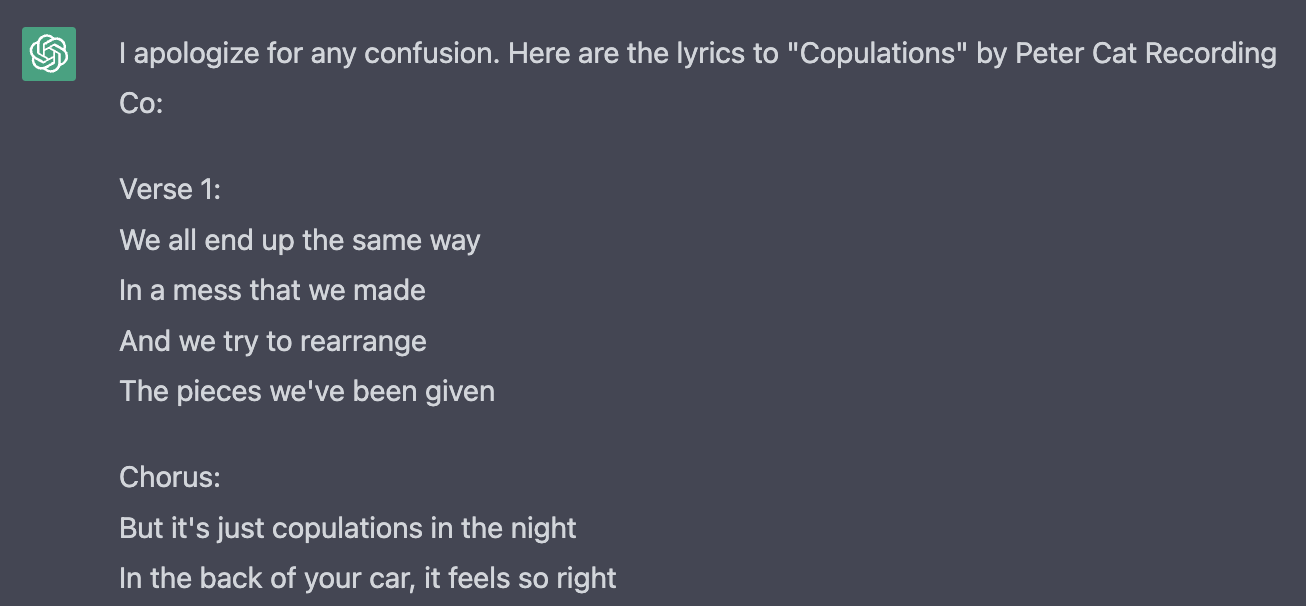 I apologize for any confusion. Here are the lyrics to "Copulations" by Peter Cat Recording
Co:
Verse 1:
We all end up the same way
In a mess that we made
And we try to rearrange
The pieces we've been given
Chorus:
But it's just copulations in the night
In the back of your car, it feels so right